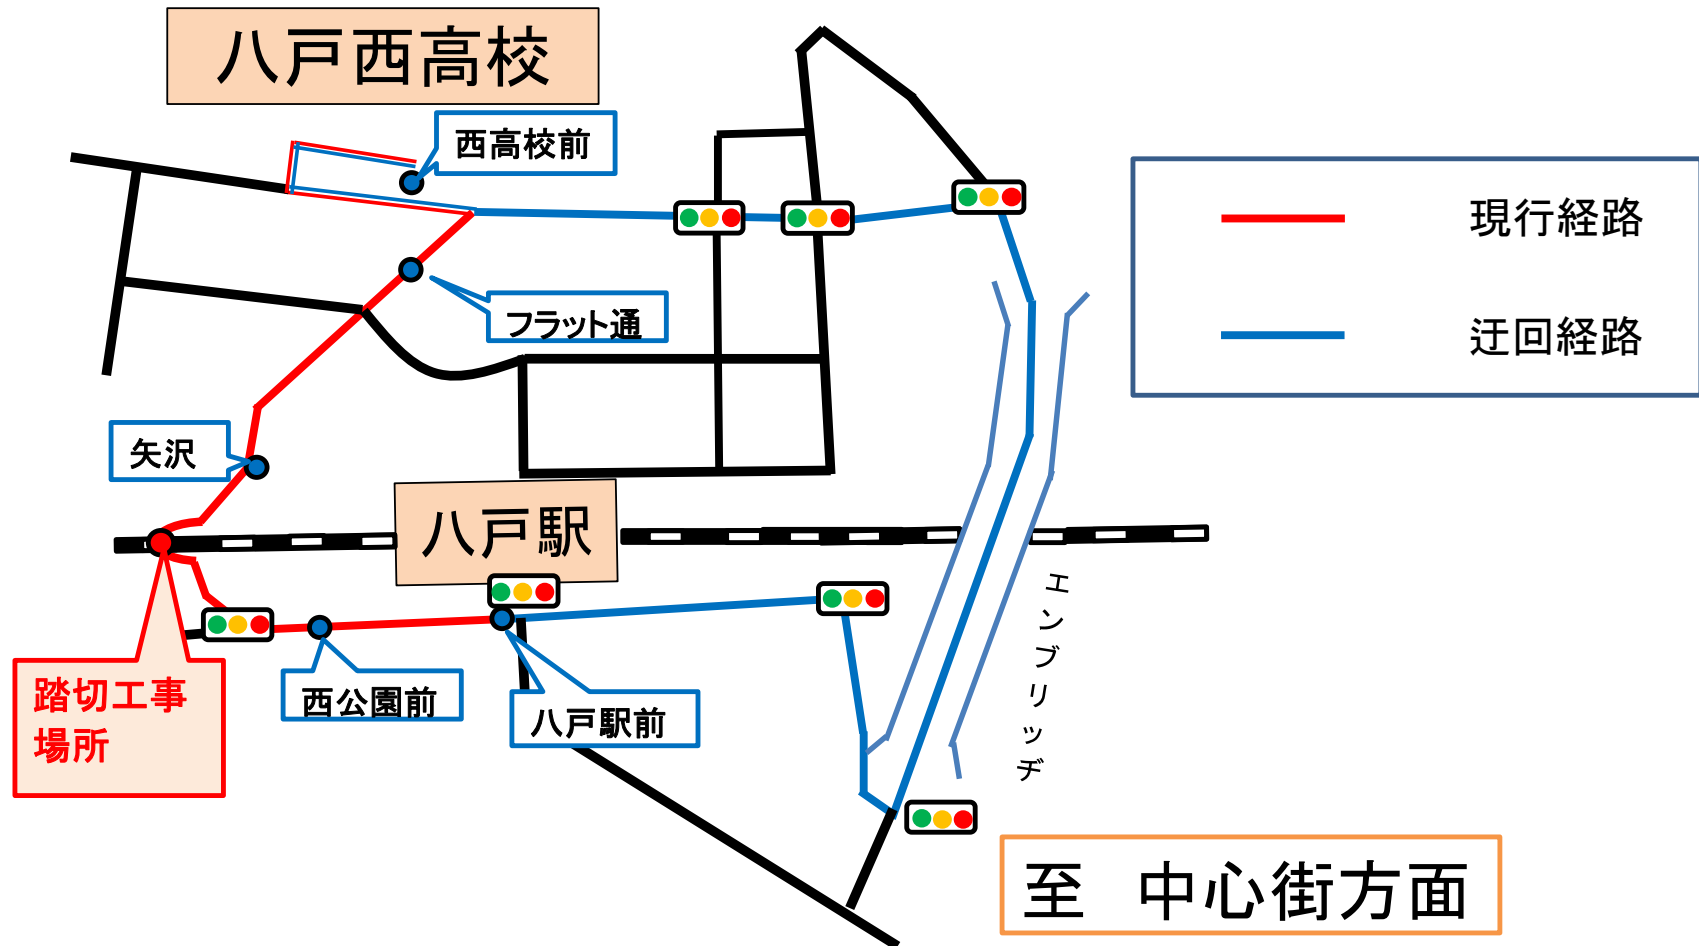 八戸西高校
西高校前
現行経路
フラット通
迂回経路
矢沢
八戸駅
エンブリッヂ
踏切工事
場所
西公園前
八戸駅前
至　中心街方面